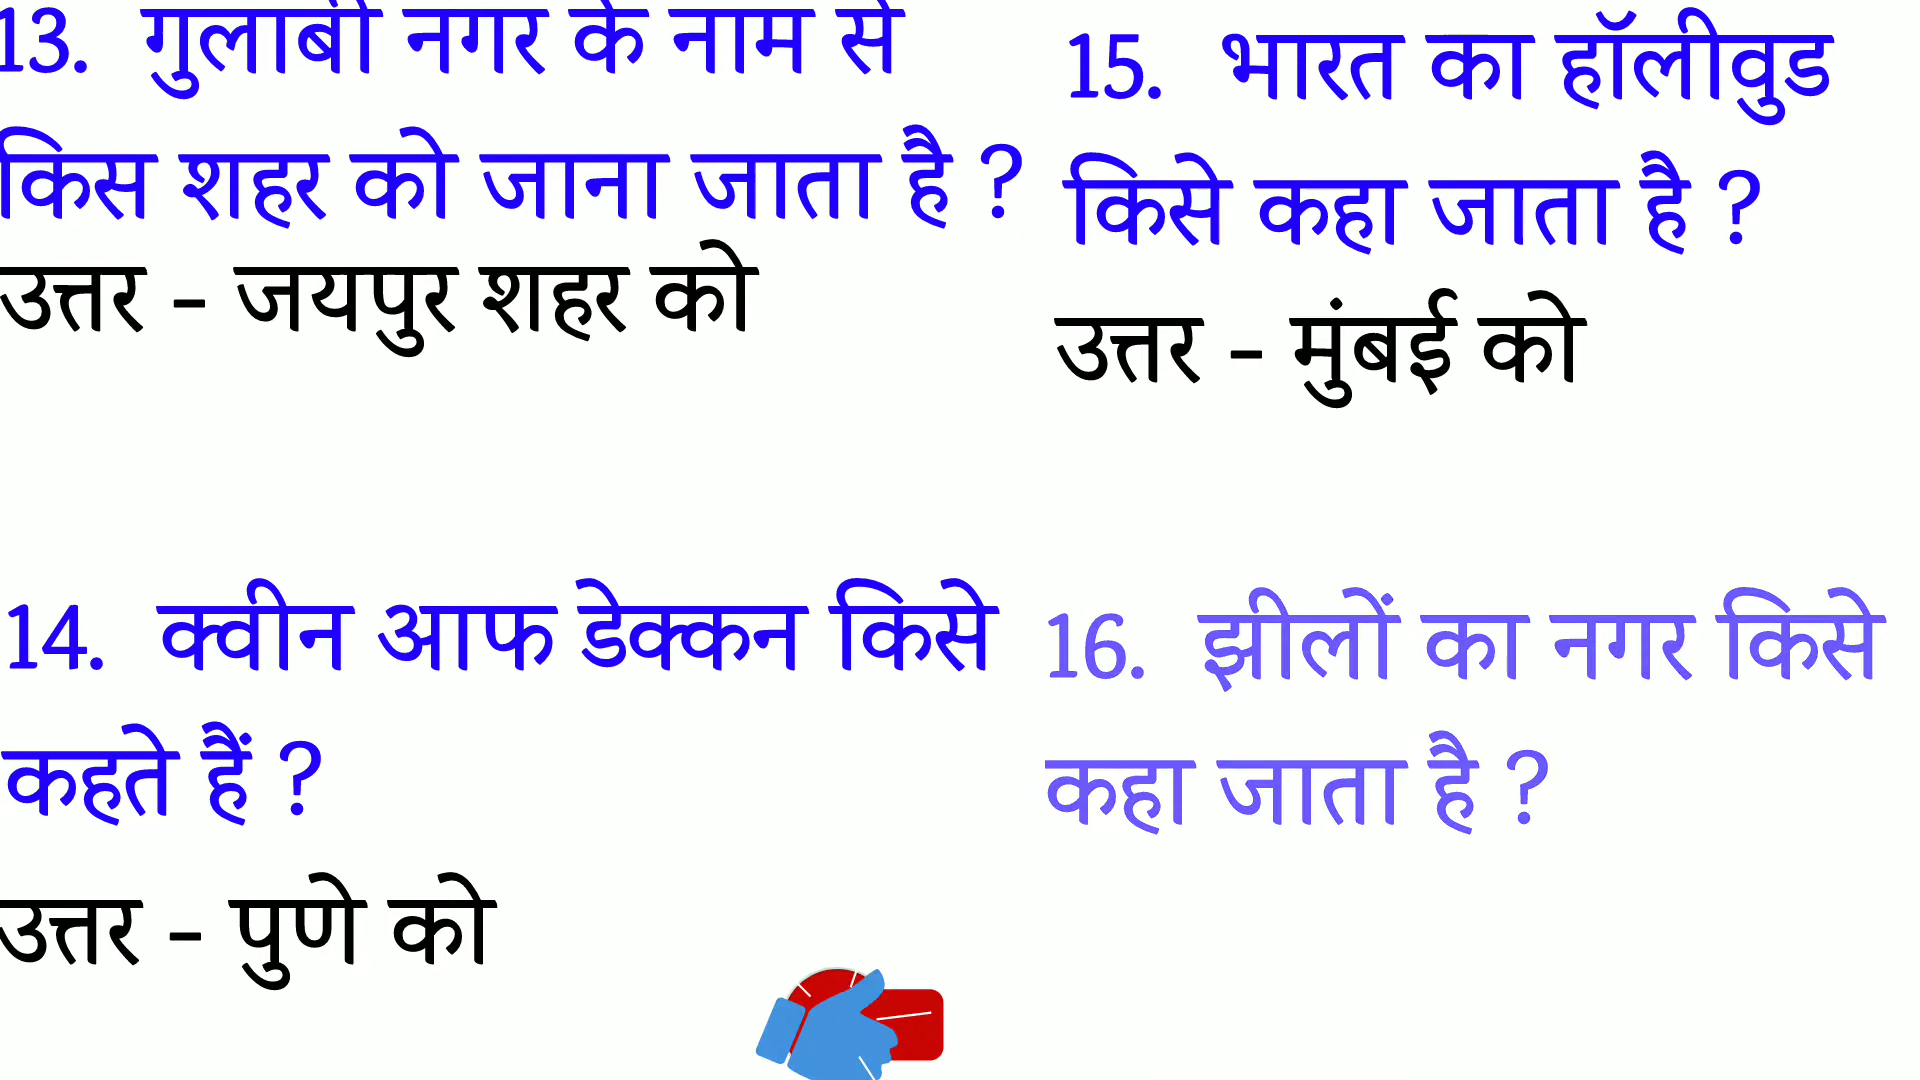 13. गुलाबी नगर के नाम से
किस शहर को जाना जाता है ?
उत्तर - जयपुर शहर को
14. क्वीन आफ डेक्कन किसे
कहते हैं ?
उत्तर - पुणे को
15. भारत का हॉलीवुड
किसे कहा जाता है ?
उत्तर - मुंबई को
16. झीलों का नगर किसे
कहा जाता है ?